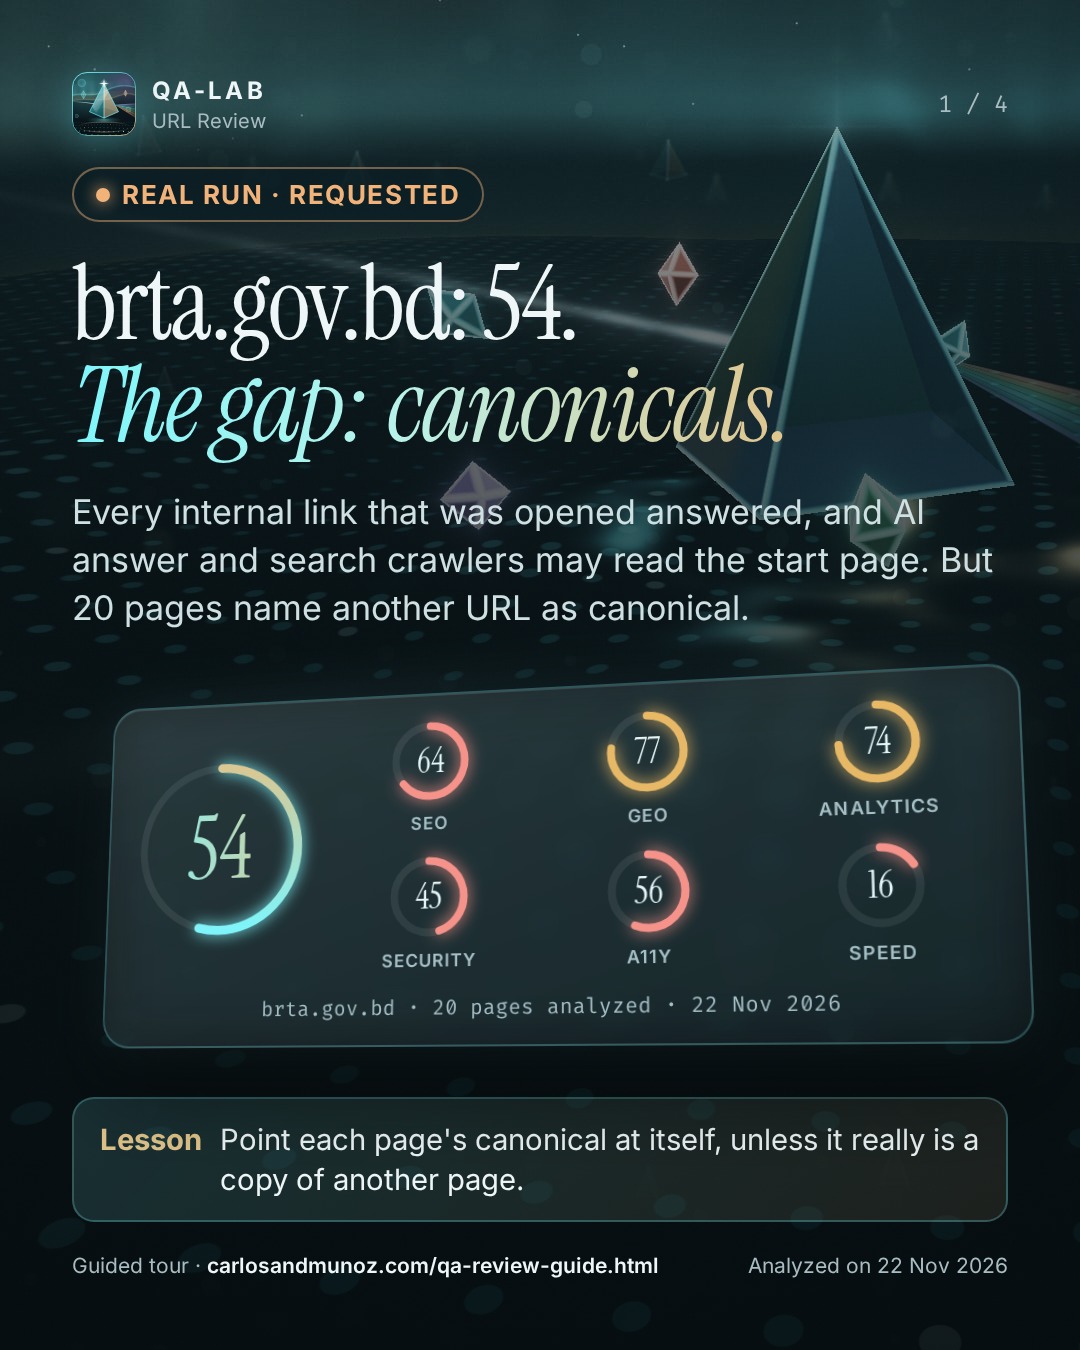 QA-LAB
URL Review
1 / 4
REAL RUN · REQUESTED
brta.gov.bd: 54.
The gap: canonicals.
Every internal link that was opened answered, and AI
answer and search crawlers may read the start page. But
20 pages name another URL as canonical.
54
64
SEO
77
GEO
74
ANALYTICS
45
SECURITY
56
A11Y
16
SPEED
brta.gov.bd · 20 pages analyzed · 22 Nov 2026
Lesson Point each page's canonical at itself, unless it really is a
copy of another page.
Guided tour · carlosandmunoz.com/qa-review-guide.html
Analyzed on 22 Nov 2026